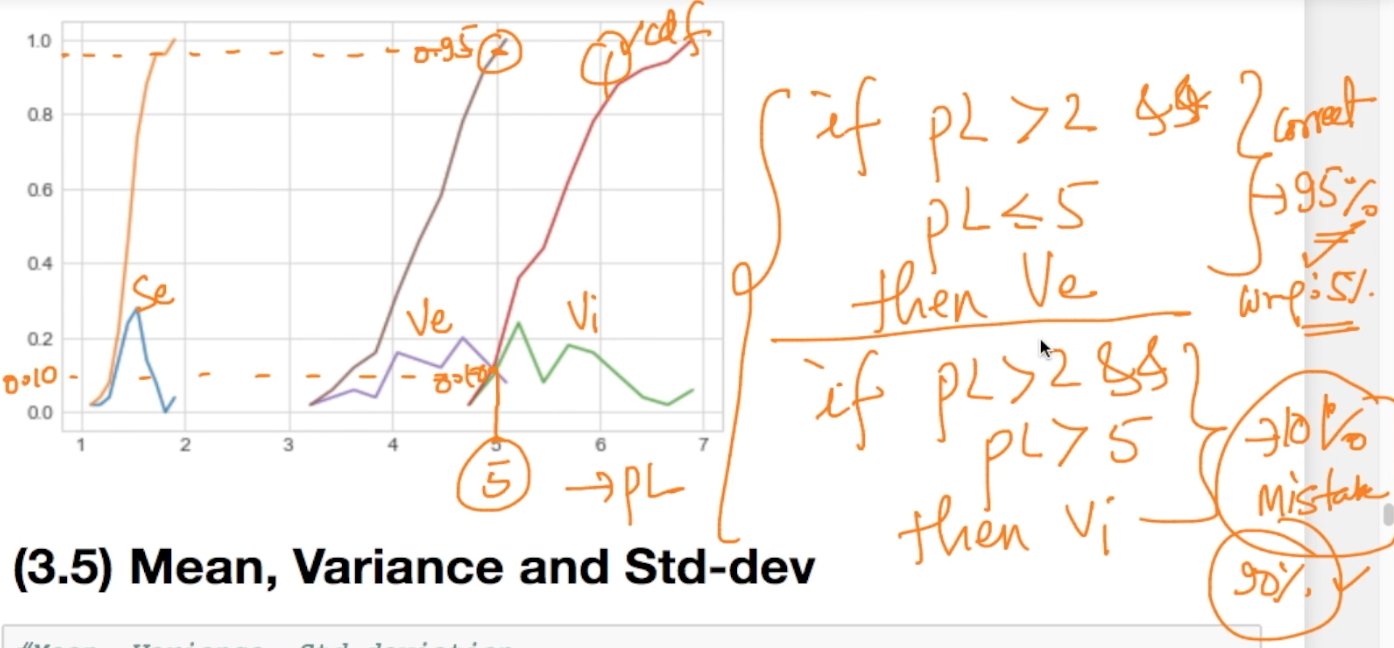 1.0
0.8
0.6
0.4
0.2
0.0
1 2 3 4 5 6 7
0.95
cdf
Se
Ve
Vi
0.10
0.10
5 → PL
if PL > 2 &&
PL ≤ 5
then Ve
correct
→ 95%
wrng: 5%.
if PL > 2 &&
PL > 5
then Vi
→ 10%
Mistake
90%.
(3.5) Mean, Variance and Std-dev
#Mean, Variance, Std-deviation,